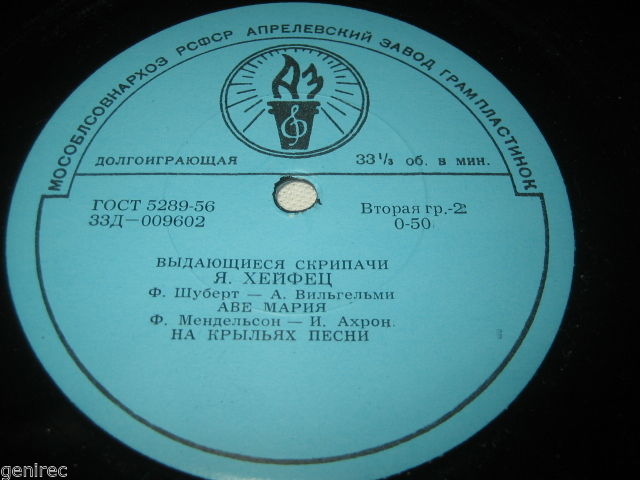 МОСОБЛСОВНАРХОЗ РСФСР АПРЕЛЕВСКИЙ ЗАВОД ГРАМПЛАСТИНОК
АЗ
ДОЛГОИГРАЮЩАЯ 33 ⅓ об. в мин.
ГОСТ 5289-56 Вторая гр.-2
33Д—009602 0-50
ВЫДАЮЩИЕСЯ СКРИПАЧИ
Я. ХЕЙФЕЦ
Ф. Шуберт — А. Вильгельми
АВЕ МАРИЯ
Ф. Мендельсон — И. Ахрон.
НА КРЫЛЬЯХ ПЕСНИ
genirec